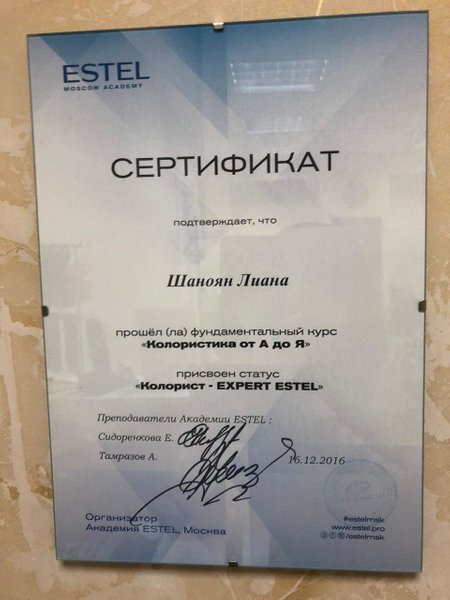 ESTEL
MOSCOW ACADEMY
СЕРТИФИКАТ
подтверждает, что
Шаноян Лиана
прошёл (ла) фундаментальный курс
«Колористика от А до Я»
присвоен статус
«Колорист - EXPERT ESTEL»
Преподаватели Академии ESTEL :
Сидоренкова Е.
Тамразов А.
16.12.2016
Организатор
Академия ESTEL, Москва
#estelmsk
www.estel.pro
/estelmsk